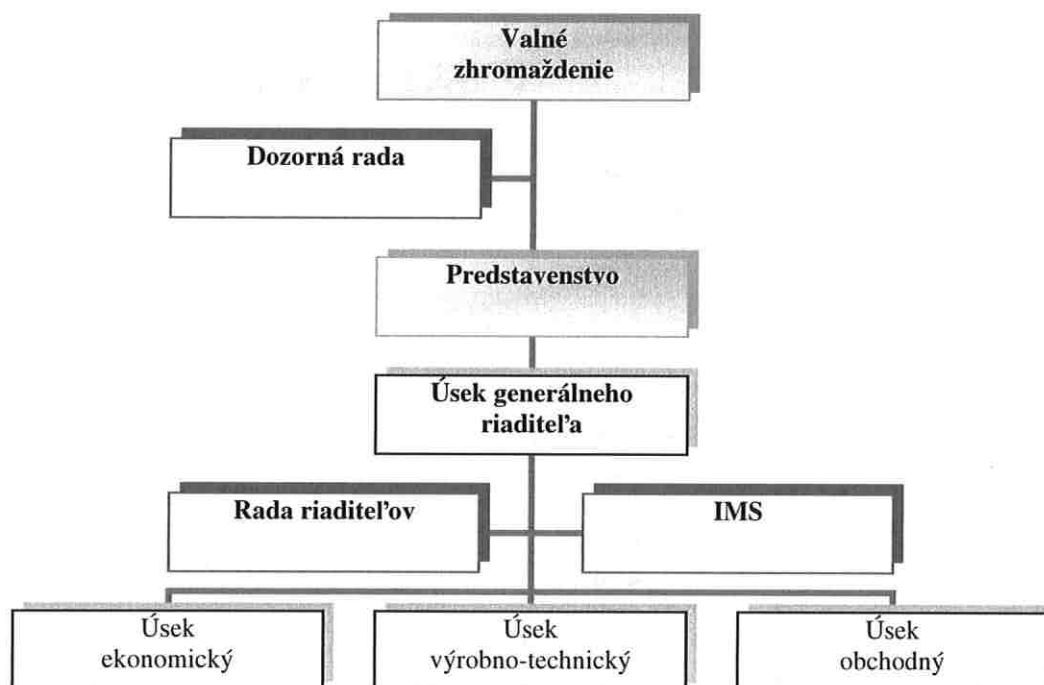 Valné
zhromaždenie
Dozorná rada
Predstavenstvo
Úsek generálneho
riaditeľa
Rada riaditeľov
IMS
Úsek
ekonomický
Úsek
výrobno-technický
Úsek
obchodný